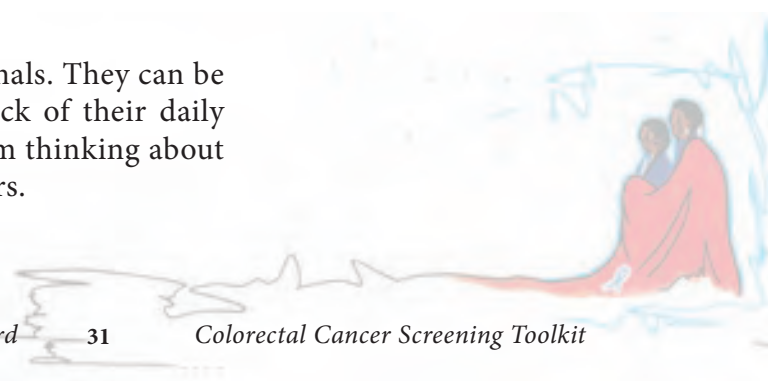 nals. They can be
ck of their daily
m thinking about
rs.
rd 31 Colorectal Cancer Screening Toolkit